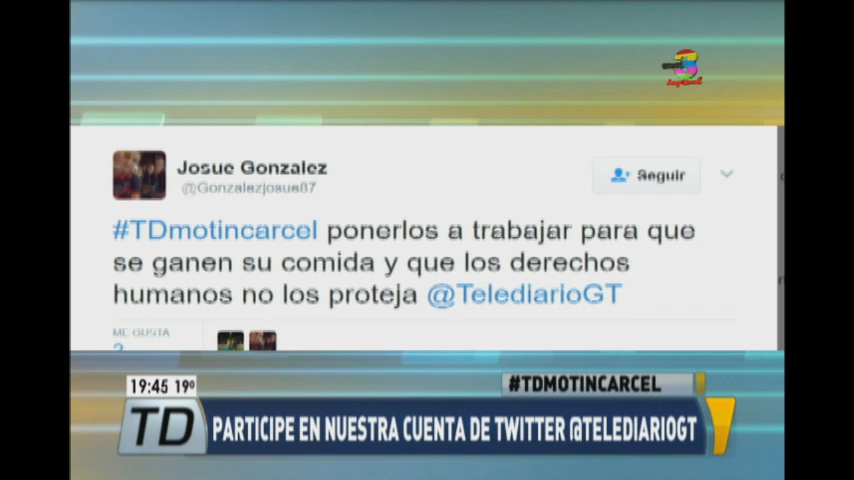 Josue Gonzalez
@Gonzalezjosue87
Seguir
#TDmotincarcel ponerlos a trabajar para que
se ganen su comida y que los derechos
humanos no los proteja @TelediarioGT
ME GUSTA
2
19:45 19º
#TDMOTINCARCEL
TD
PARTICIPE EN NUESTRA CUENTA DE TWITTER @TELEDIARIOGT